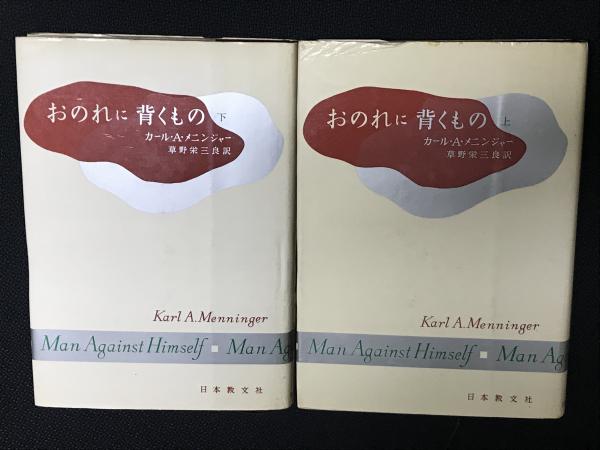 おのれに 背くもの 下
カール・A・メニンジャー
草野栄三良訳
Karl A. Menninger
Man Against Himself ■ Man Ag
日本教文社
おのれに 背くもの 上
カール・A・メニンジャー
草野栄三良訳
Karl A. Menninger
Man Against Himself ■ Man Ag
日本教文社